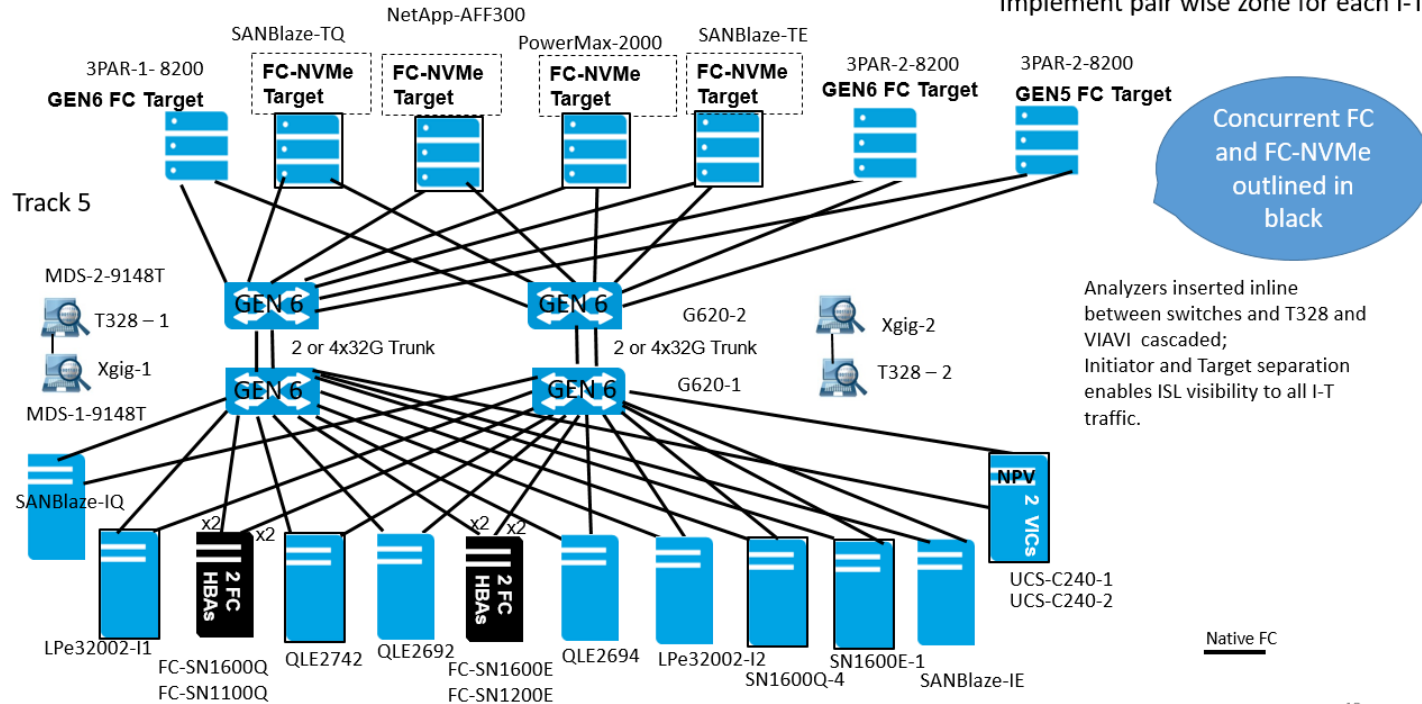 Implement pair wise zone for each I-T
NetApp-AFF300
SANBlaze-TQ
PowerMax-2000
SANBlaze-TE
3PAR-1- 8200
GEN6 FC Target
FC-NVMe
Target
FC-NVMe
Target
FC-NVMe
Target
FC-NVMe
Target
3PAR-2-8200
GEN6 FC Target
3PAR-2-8200
GEN5 FC Target
Concurrent FC
and FC-NVMe
outlined in
black
Track 5
MDS-2-9148T
GEN 6
GEN 6
G620-2
T328 – 1
Xgig-1
2 or 4x32G Trunk
2 or 4x32G Trunk
Xgig-2
T328 – 2
MDS-1-9148T
GEN 6
GEN 6
G620-1
Analyzers inserted inline
between switches and T328 and
VIAVI cascaded;
Initiator and Target separation
enables ISL visibility to all I-T
traffic.
SANBlaze-IQ
NPV
2 VICs
UCS-C240-1
UCS-C240-2
x2
x2
x2
x2
2 FC
HBAs
2 FC
HBAs
LPe32002-I1
FC-SN1600Q
FC-SN1100Q
QLE2742
QLE2692
FC-SN1600E
FC-SN1200E
QLE2694
LPe32002-I2
SN1600Q-4
SN1600E-1
SANBlaze-IE
Native FC